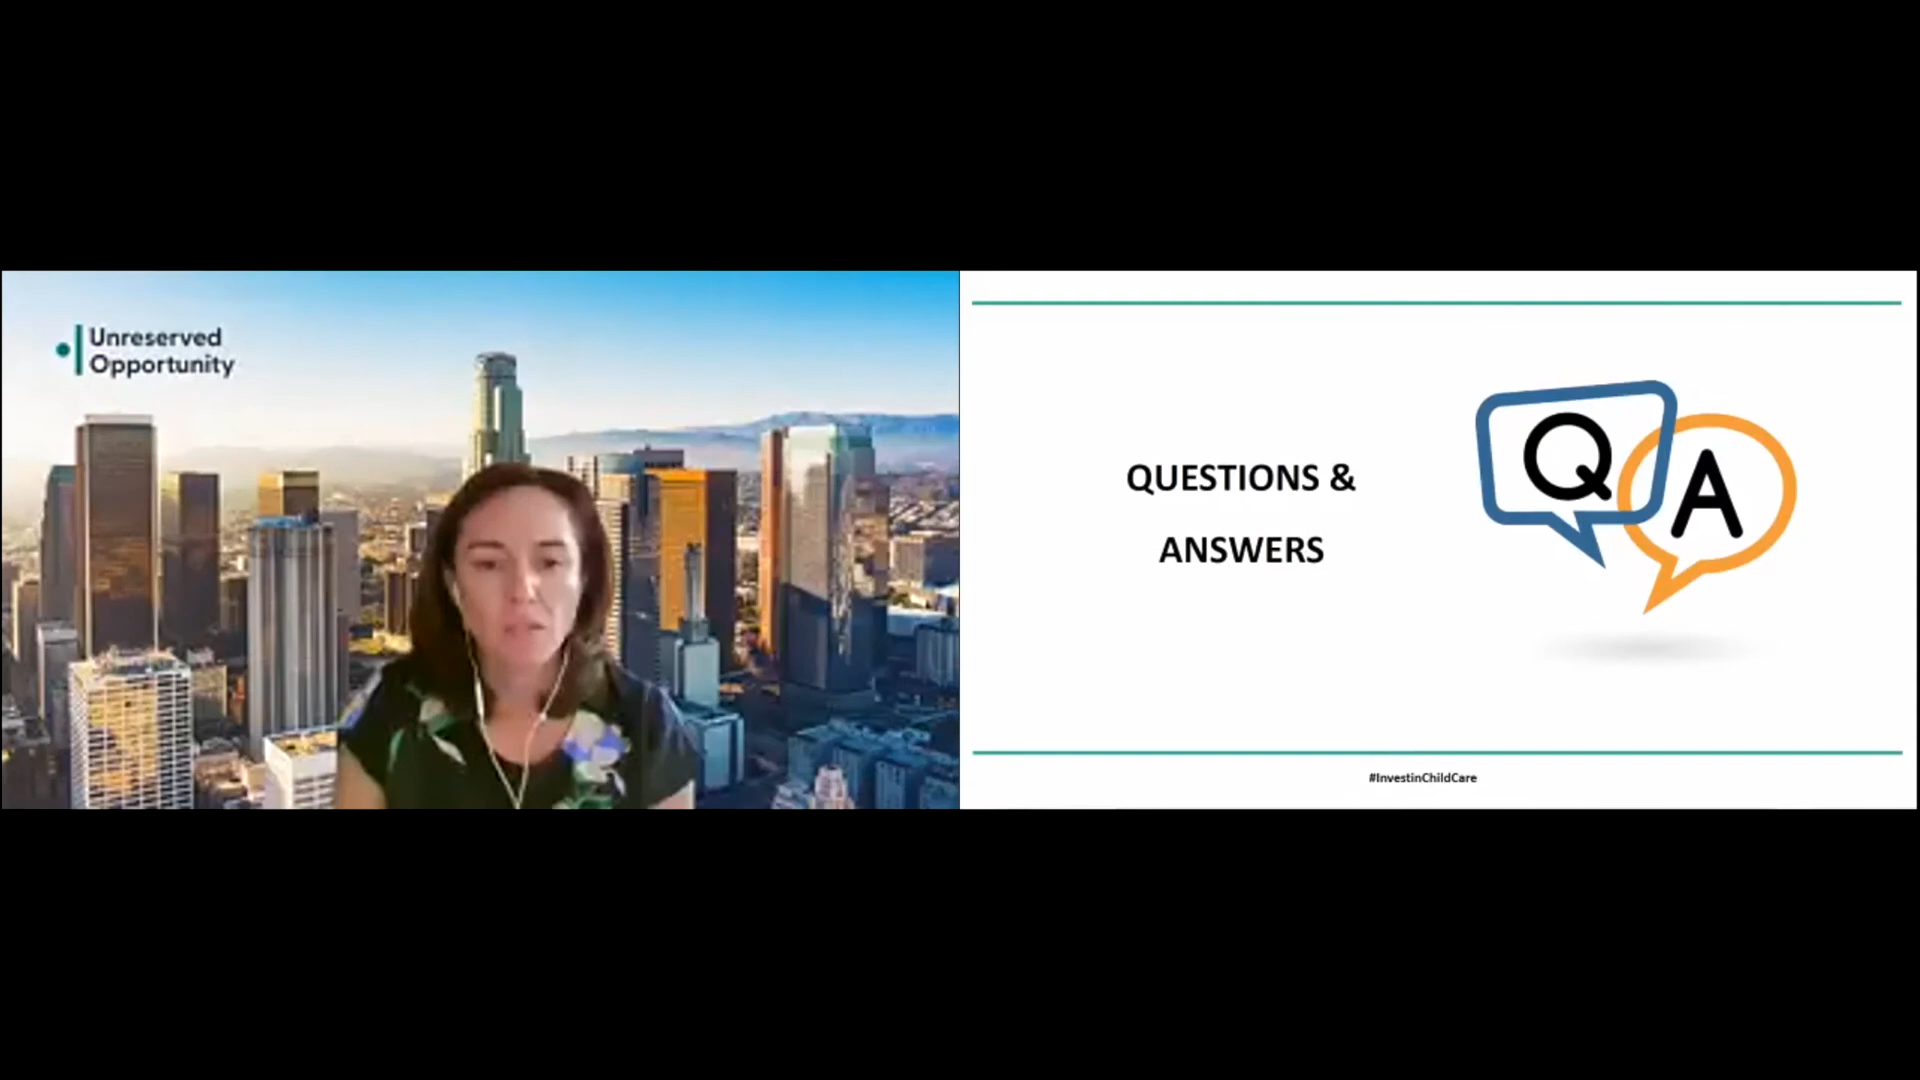 Unreserved
Opportunity
QUESTIONS &
ANSWERS
Q
A
#InvestinChildCare